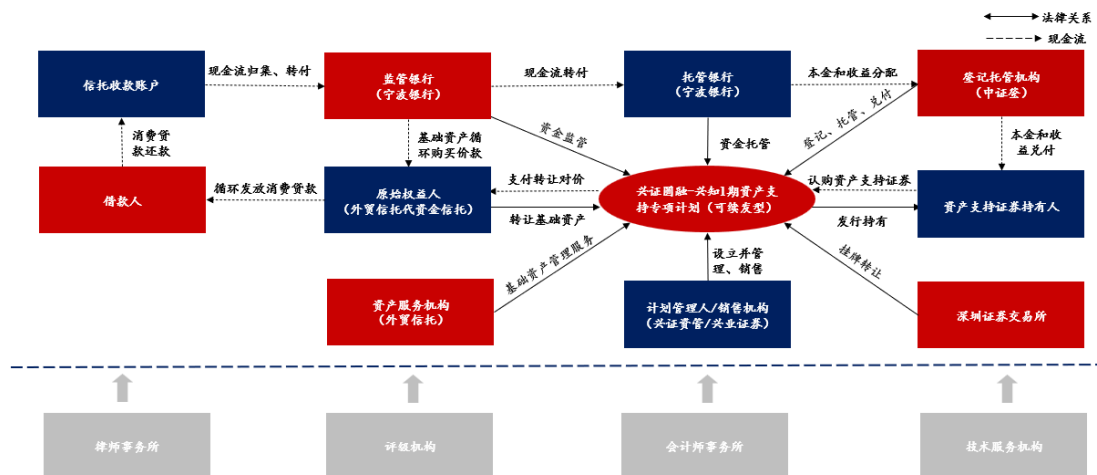 法律关系
现金流
信托收款账户
现金流归集、转付
监管银行
(宁波银行)
现金流转付
托管银行
(宁波银行)
本金和收益分配
登记托管机构
(中证登)
消费贷
款还款
基础资产循
环购买价款
资金监管
资金托管
登记、托管、兑付
本金和收
益兑付
借款人
循环发放消费贷款
原始权益人
(外贸信托代资金信托)
支付转让对价
转让基础资产
兴证圆融-兴知1期资产支
持专项计划（可续发型）
认购资产支持证券
发行持有
资产支持证券持有人
基础资产管理服务
设立并管
理、销售
挂牌转让
资产服务机构
(外贸信托)
计划管理人/销售机构
(兴证资管/兴业证券)
深圳证券交易所
律师事务所
评级机构
会计师事务所
技术服务机构